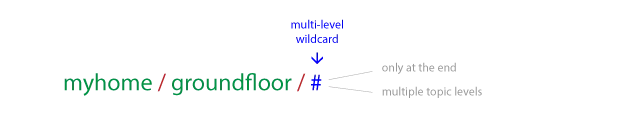 multi-level
wildcard
only at the end
myhome / groundfloor / #
multiple topic levels